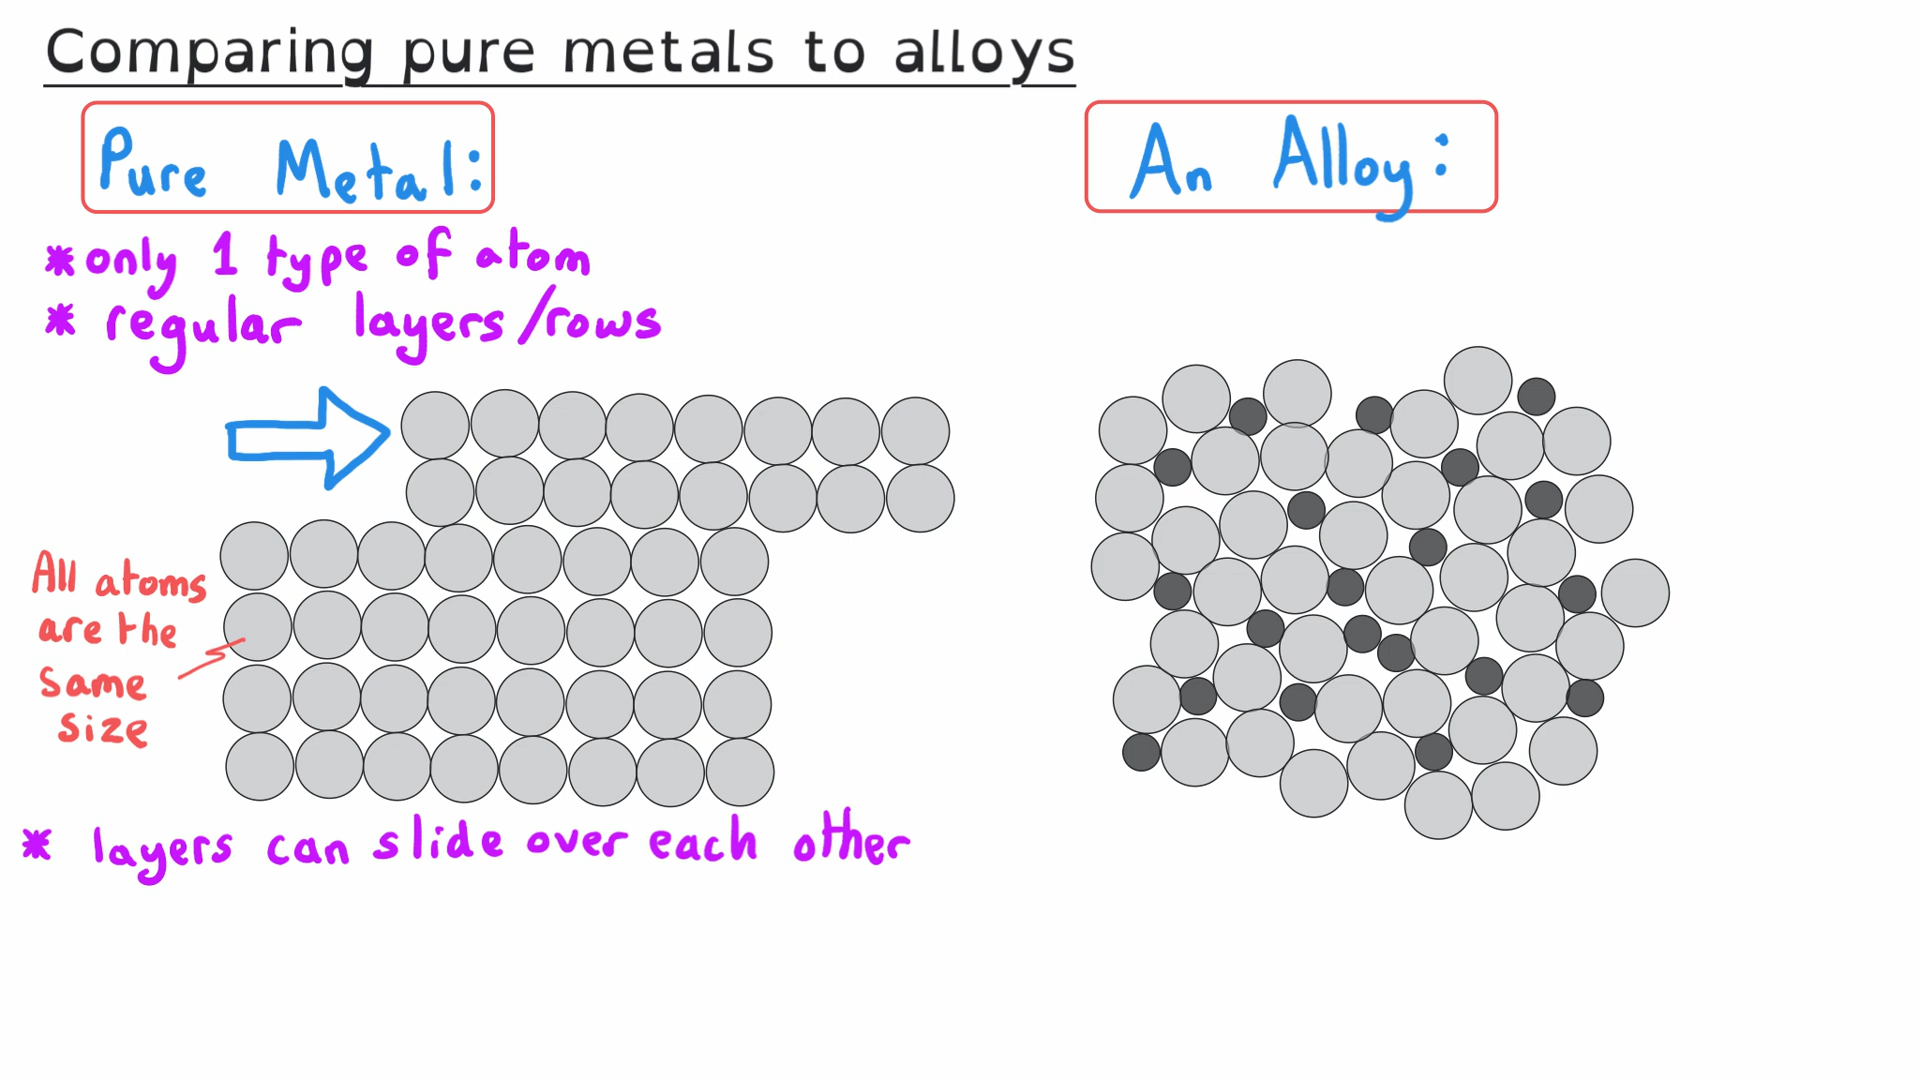 Comparing pure metals to alloys
Pure Metal:
An Alloy:
* only 1 type of atom
* regular layers/rows
All atoms
are the
same
size
* layers can slide over each other